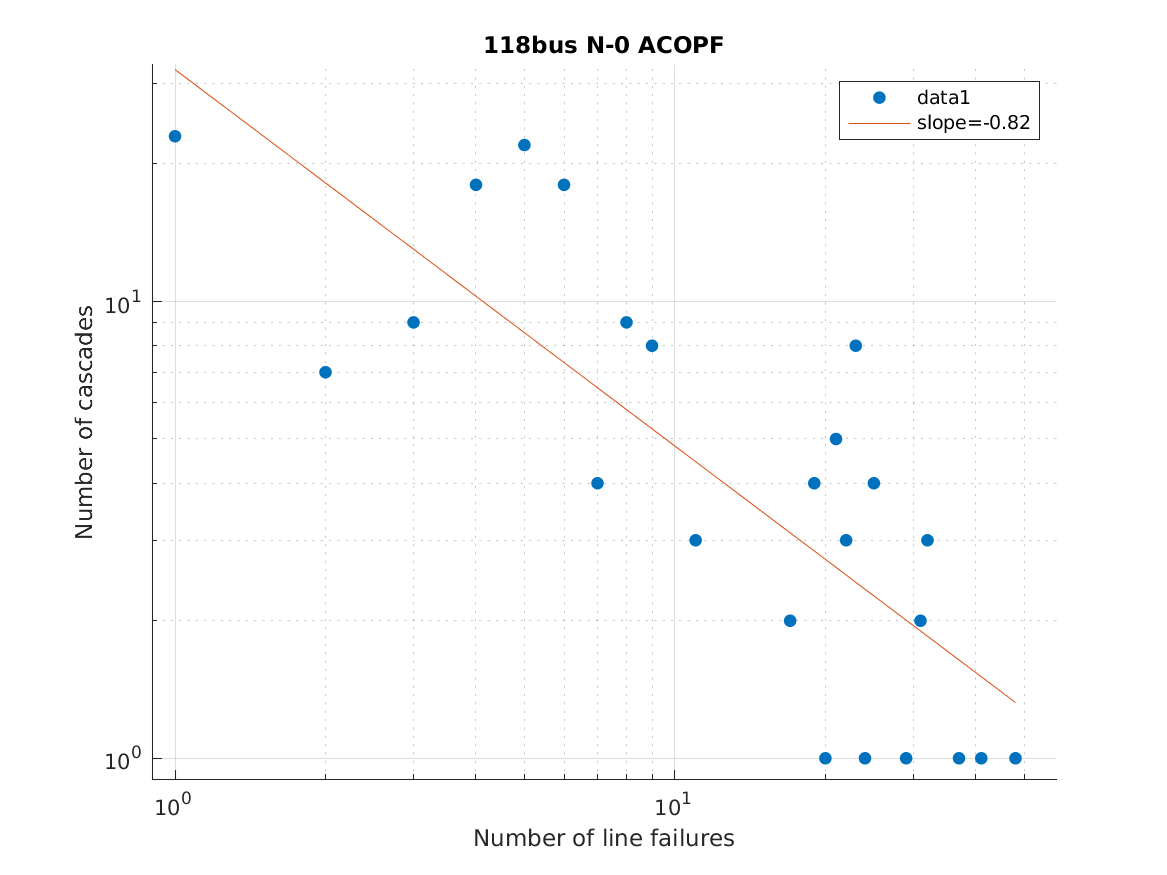 118bus N-0 ACOPF
data1
slope=-0.82
Number of cascades
10^1
10^0
10^0 10^1
Number of line failures